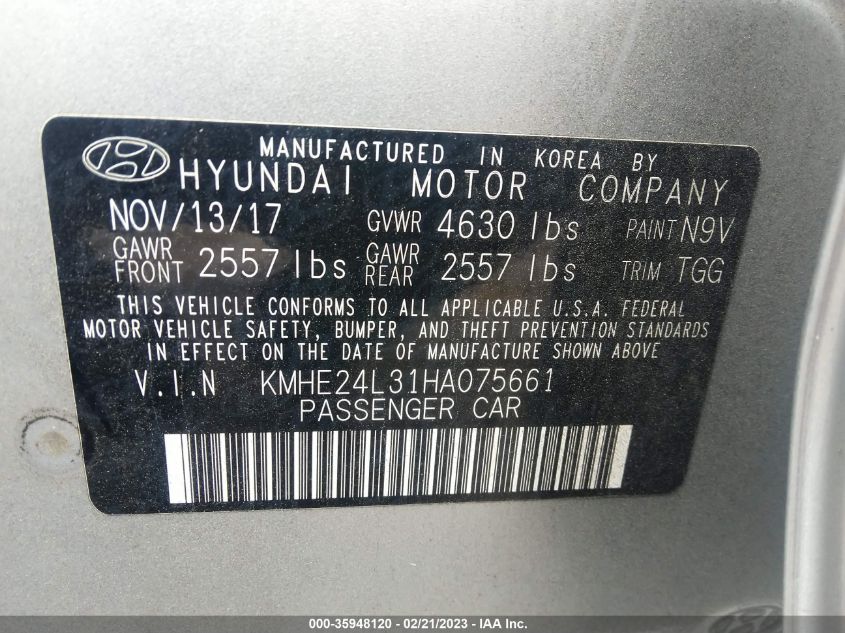 MANUFACTURED IN KOREA BY
HYUNDAI MOTOR COMPANY
NOV/13/17 GVWR 4630 lbs PAINT N9V
GAWR FRONT 2557 lbs GAWR REAR 2557 lbs TRIM TGG
THIS VEHICLE CONFORMS TO ALL APPLICABLE U.S.A. FEDERAL
MOTOR VEHICLE SAFETY, BUMPER, AND THEFT PREVENTION STANDARDS
IN EFFECT ON THE DATE OF MANUFACTURE SHOWN ABOVE
V.I.N KMHE24L31HA075661
PASSENGER CAR
000-35948120 - 02/21/2023 - IAA Inc.